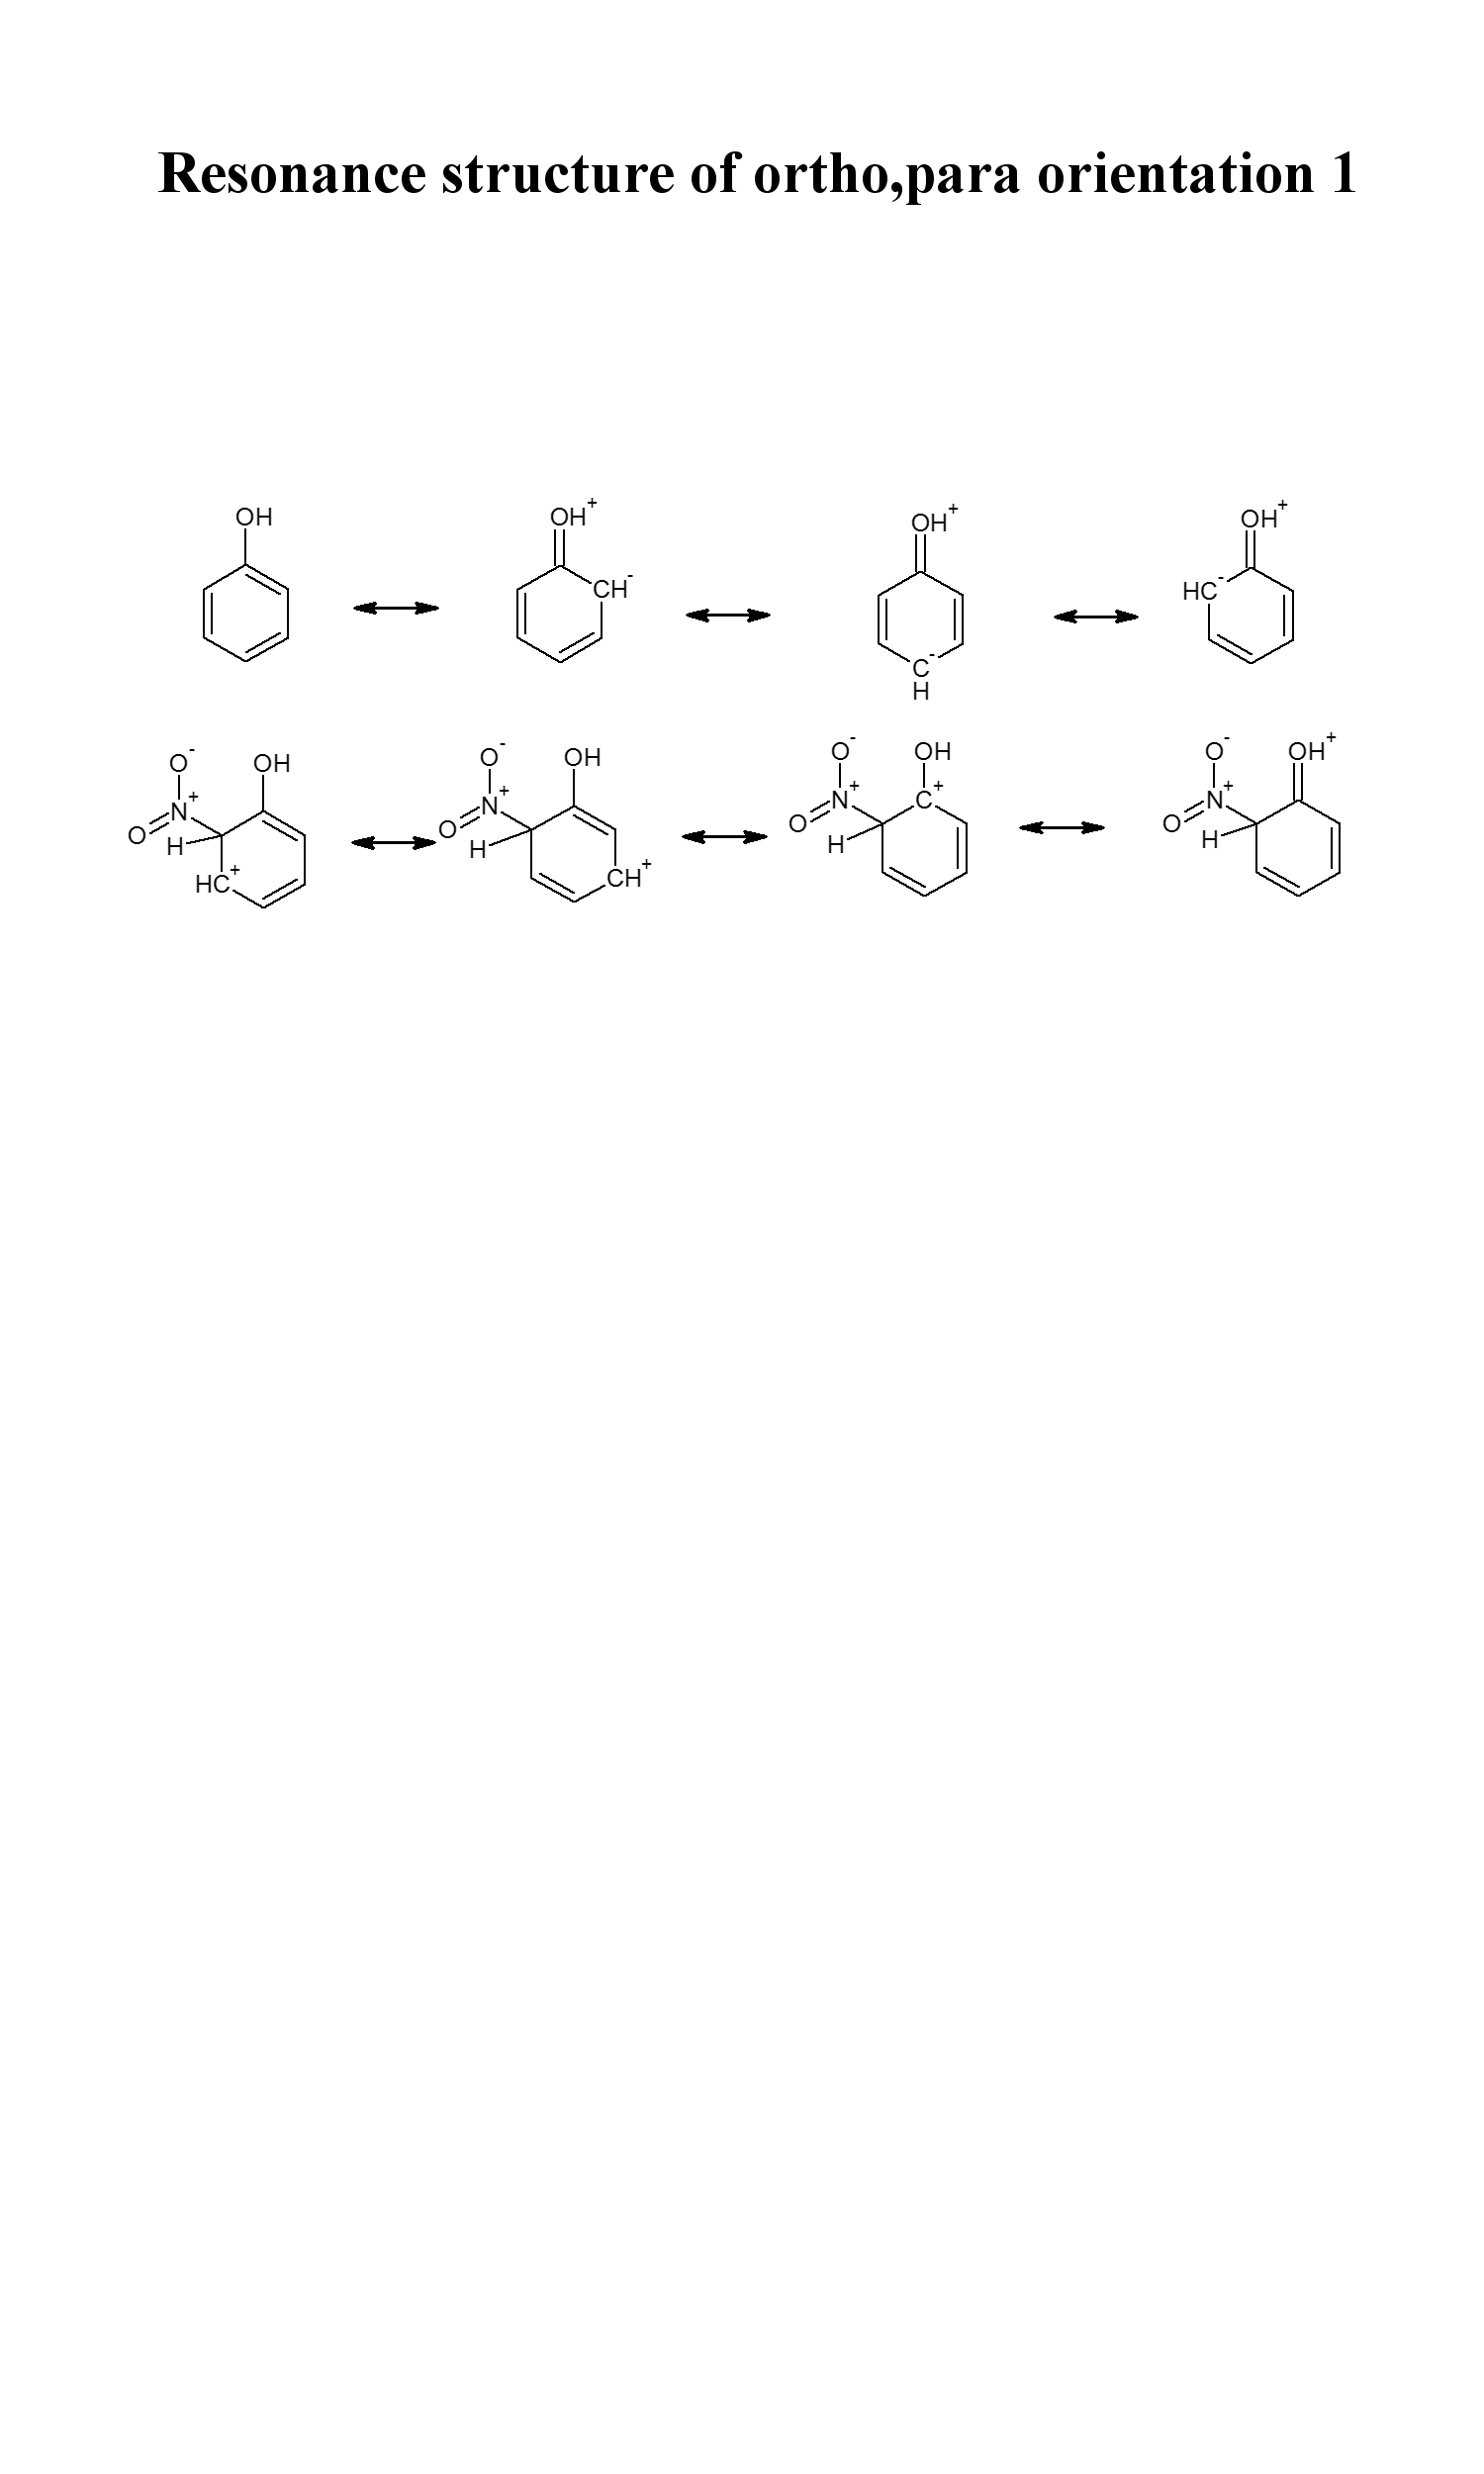 Resonance structure of ortho,para orientation 1
OH OH+ OH+ OH+
CH- HC-
C-
H
O- OH O- OH O- OH O- OH+
N+ N+ N+ C+ N+
O H O H O H O H
HC+ CH+